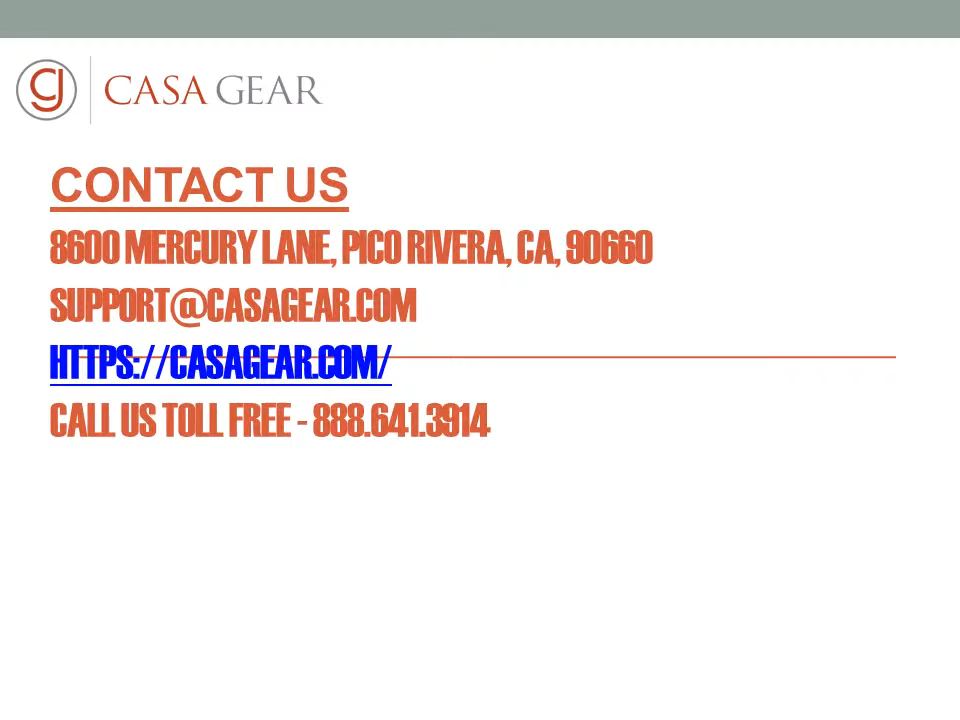 g CASA GEAR
CONTACT US
8600 MERCURY LANE, PICO RIVERA, CA, 90660
SUPPORT@CASAGEAR.COM
HTTPS://CASAGEAR.COM/
CALL US TOLL FREE - 888.641.3914